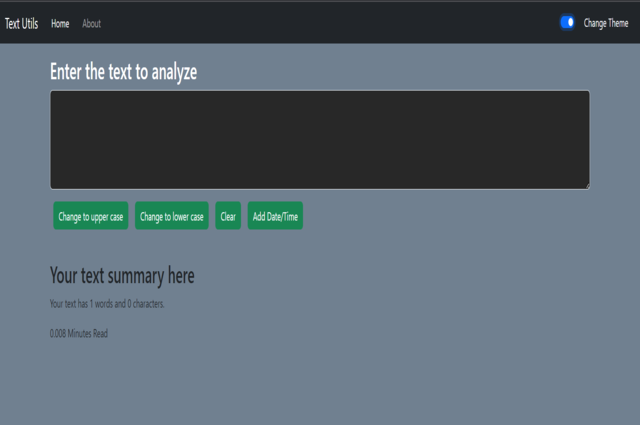 Text Utils Home About Change Theme
Enter the text to analyze
Change to upper case Change to lower case Clear Add Date/Time
Your text summary here
Your text has 1 words and 0 characters.
0.008 Minutes Read